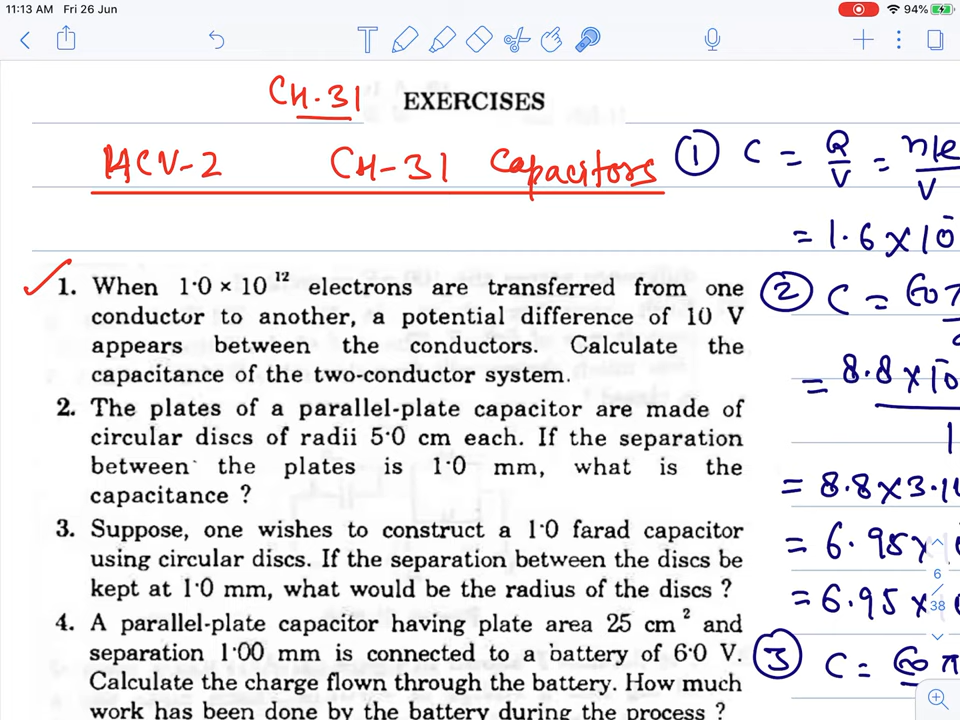 11:13 AM Fri 26 Jun
94%
CH.31 EXERCISES
HCV-2 CH-31 Capacitors
1. When 1·0 × 10¹² electrons are transferred from one
conductor to another, a potential difference of 10 V
appears between the conductors. Calculate the
capacitance of the two-conductor system.
2. The plates of a parallel-plate capacitor are made of
circular discs of radii 5·0 cm each. If the separation
between the plates is 1·0 mm, what is the
capacitance ?
3. Suppose, one wishes to construct a 1·0 farad capacitor
using circular discs. If the separation between the discs be
kept at 1·0 mm, what would be the radius of the discs ?
4. A parallel-plate capacitor having plate area 25 cm² and
separation 1·00 mm is connected to a battery of 6·0 V.
Calculate the charge flown through the battery. How much
work has been done by the battery during the process ?
① C = Q/V = n/e/V
= 1.6 × 10
② C = ϵ0 π
= 8.8 × 10
= 8.8 × 3.14
= 6.95 ×
= 6.95 ×
③ C = ϵ0 π
6
38